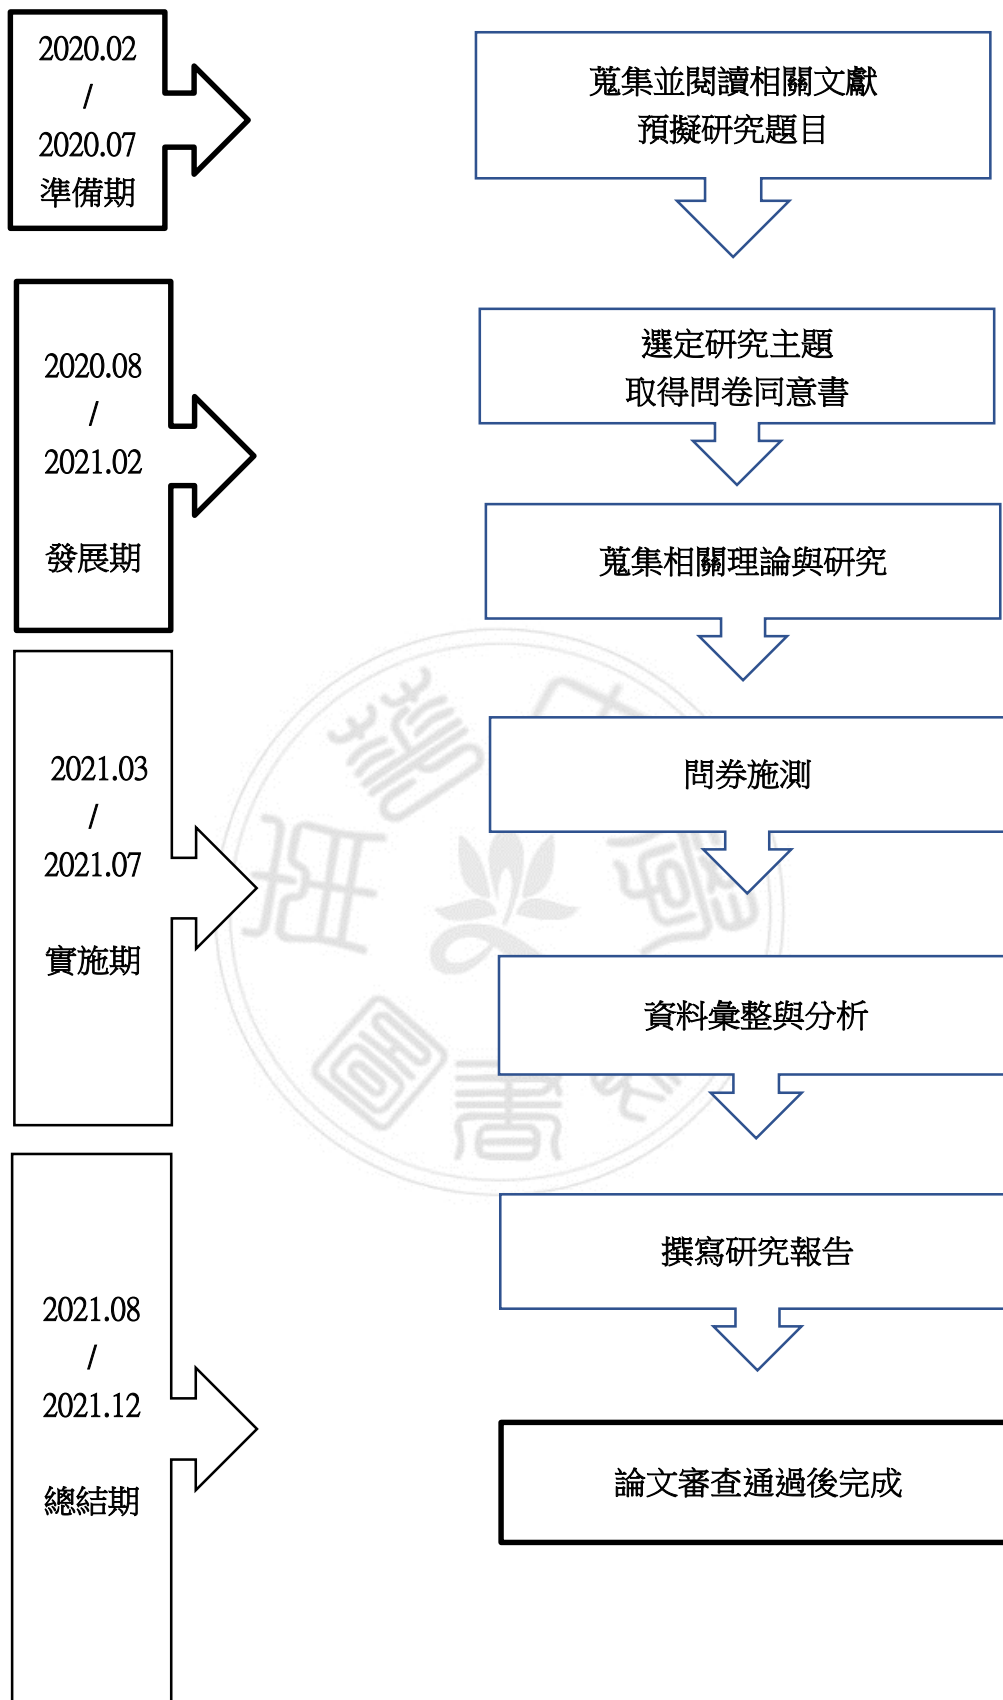 2020.02
/
2020.07
準備期
蒐集並閱讀相關文獻
預擬研究題目
2020.08
/
2021.02
發展期
選定研究主題
取得問卷同意書
蒐集相關理論與研究
2021.03
/
2021.07
實施期
問券施測
資料彙整與分析
2021.08
/
2021.12
總結期
撰寫研究報告
論文審查通過後完成